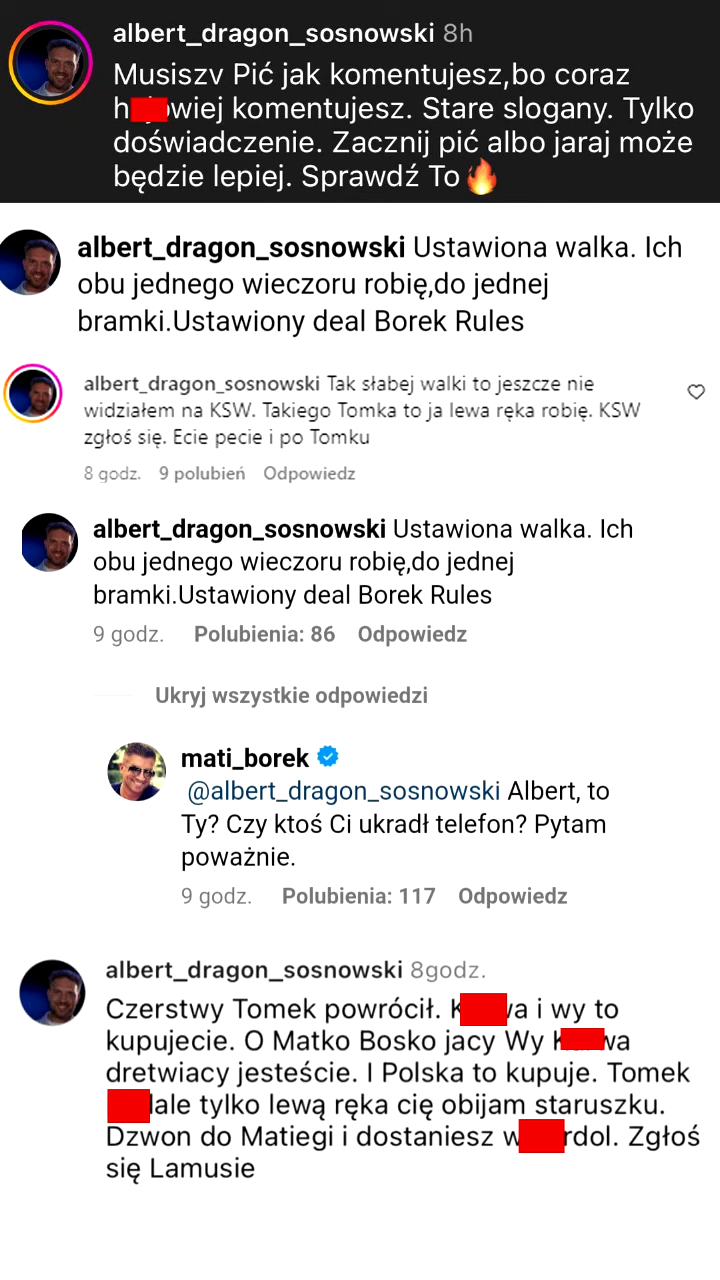 albert_dragon_sosnowski 8h
Musiszv Pić jak komentujesz,bo coraz
h wiej komentujesz. Stare slogany. Tylko
doświadczenie. Zacznij pić albo jaraj może
będzie lepiej. Sprawdź To🔥
albert_dragon_sosnowski Ustawiona walka. Ich
obu jednego wieczoru robię,do jednej
bramki.Ustawiony deal Borek Rules
albert_dragon_sosnowski Tak słabej walki to jeszcze nie
widziałem na KSW. Takiego Tomka to ja lewa ręka robię. KSW
zgłoś się. Ecie pecie i po Tomku
8 godz. 9 polubień Odpowiedz
albert_dragon_sosnowski Ustawiona walka. Ich
obu jednego wieczoru robię,do jednej
bramki.Ustawiony deal Borek Rules
9 godz. Polubienia: 86 Odpowiedz
Ukryj wszystkie odpowiedzi
mati_borek
@albert_dragon_sosnowski Albert, to
Ty? Czy ktoś Ci ukradł telefon? Pytam
poważnie.
9 godz. Polubienia: 117 Odpowiedz
albert_dragon_sosnowski 8godz.
Czerstwy Tomek powrócił. K a i wy to
kupujecie. O Matko Bosko jacy Wy wa
dretwiacy jesteście. I Polska to kupuje. Tomek
ale tylko lewą ręka cię obijam staruszku.
Dzwon do Matiegi i dostaniesz w rdol. Zgłoś
się Lamusie